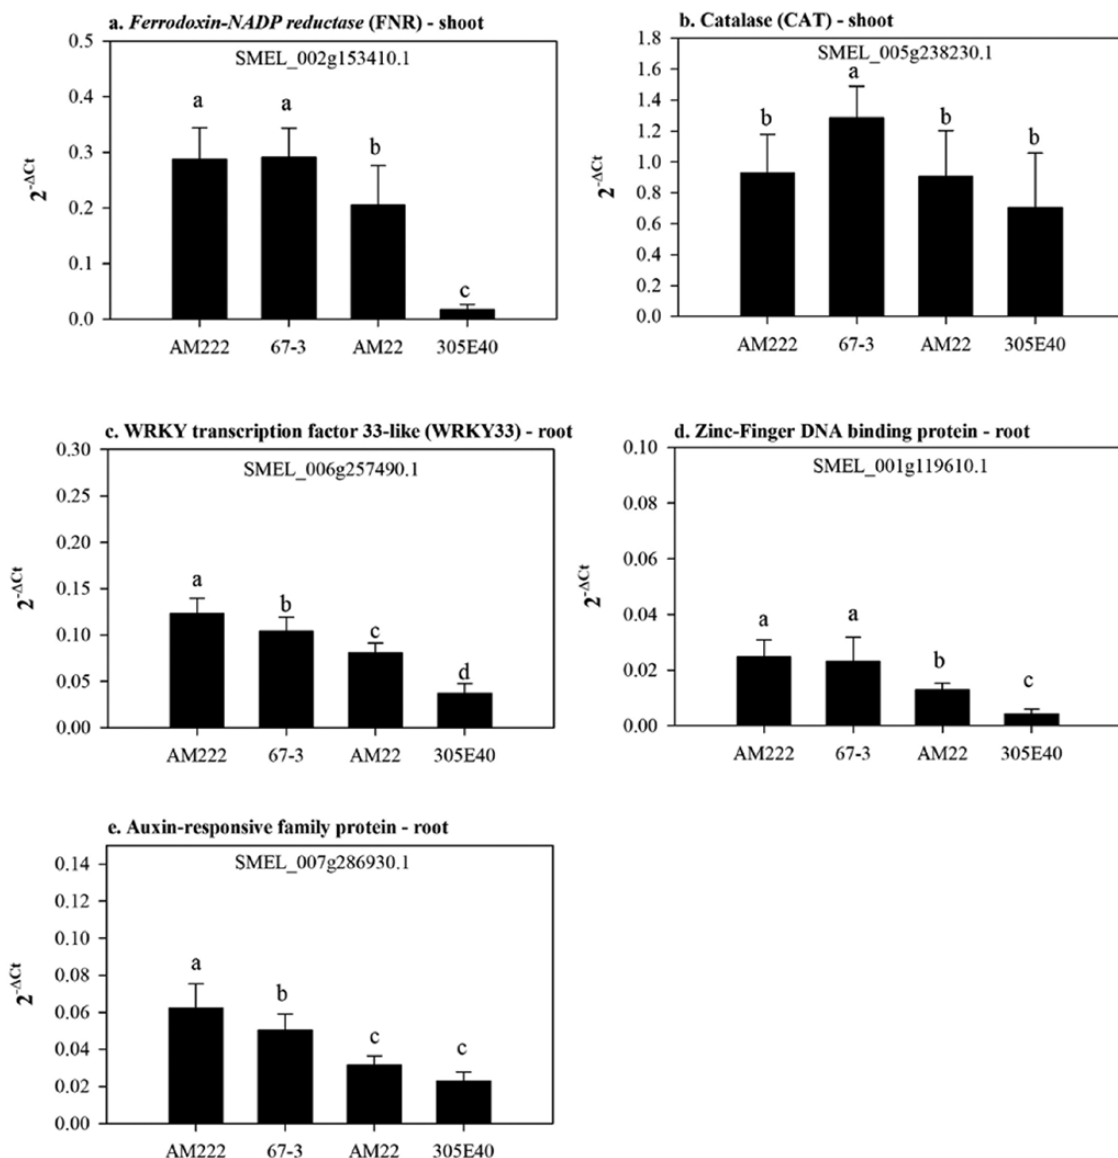 a. Ferrodoxin-NADP reductase (FNR) - shoot
SMEL_002g153410.1
0.5
0.4
0.3
0.2
0.1
0.0
2^-ΔCt
a
a
b
c
AM222 67-3 AM22 305E40
b. Catalase (CAT) - shoot
SMEL_005g238230.1
1.8
1.6
1.4
1.2
1.0
0.8
0.6
0.4
0.2
0.0
2^-ΔCt
b
a
b
b
AM222 67-3 AM22 305E40
c. WRKY transcription factor 33-like (WRKY33) - root
SMEL_006g257490.1
0.30
0.25
0.20
0.15
0.10
0.05
0.00
2^-ΔCt
a
b
c
d
AM222 67-3 AM22 305E40
d. Zinc-Finger DNA binding protein - root
SMEL_001g119610.1
0.10
0.08
0.06
0.04
0.02
0.00
2^-ΔCt
a
a
b
c
AM222 67-3 AM22 305E40
e. Auxin-responsive family protein - root
SMEL_007g286930.1
0.14
0.12
0.10
0.08
0.06
0.04
0.02
0.00
2^-ΔCt
a
b
c
c
AM222 67-3 AM22 305E40